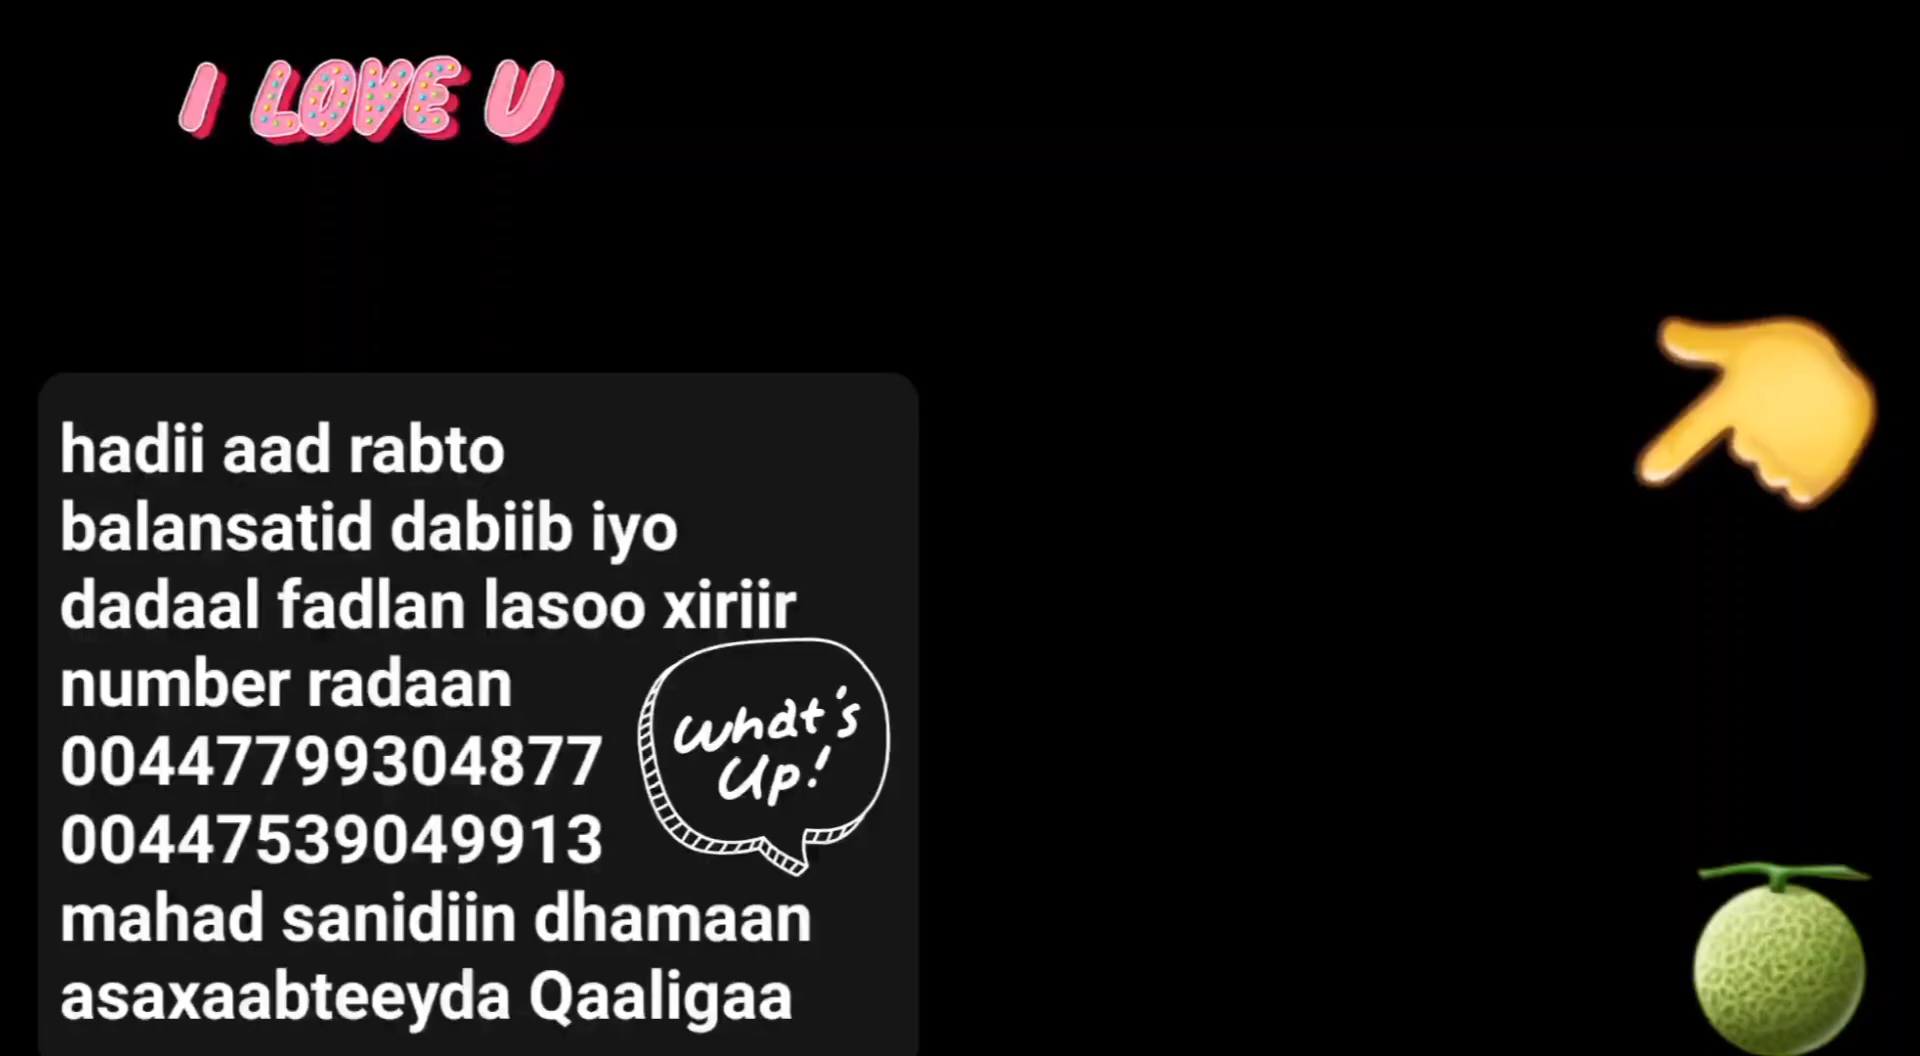 I LOVE U
hadii aad rabto
balansatid dabiib iyo
dadaal fadlan lasoo xiriir
number radaan
00447799304877
00447539049913
What's
Up!
mahad sanidiin dhamaan
asaxaabteeyda Qaaligaa